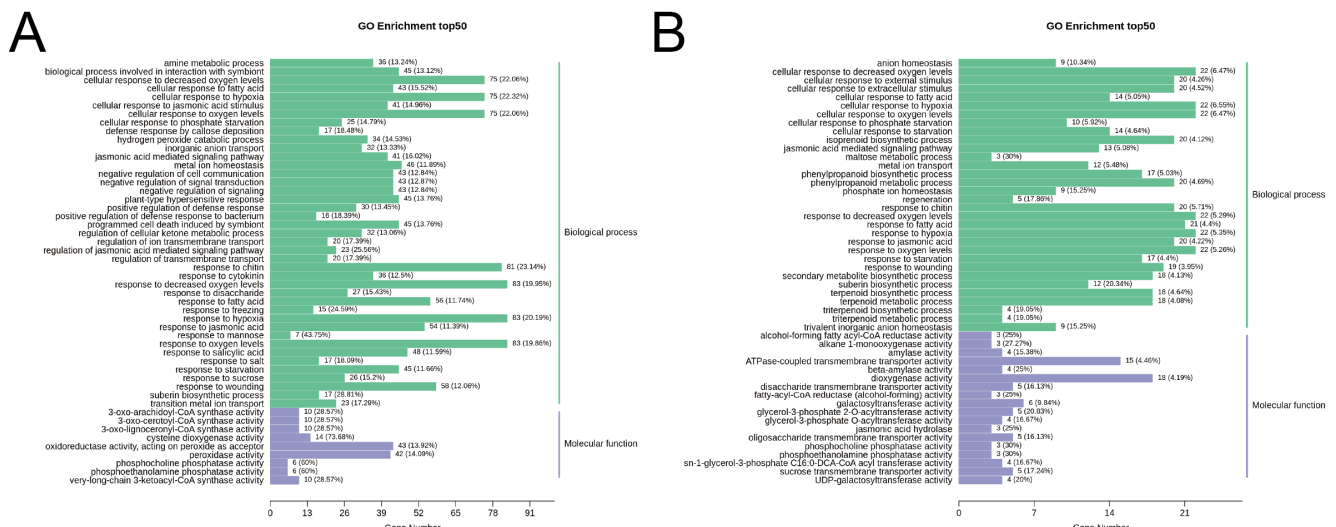 A
GO Enrichment top50
amine metabolic process 36 (13.24%)
biological process involved in interaction with symbiont 45 (13.12%)
cellular response to decreased oxygen levels 75 (22.06%)
cellular response to fatty acid 43 (15.52%)
cellular response to hypoxia 75 (22.32%)
cellular response to jasmonic acid stimulus 41 (14.96%)
cellular response to oxygen levels 75 (22.06%)
cellular response to phosphate starvation 25 (14.79%)
defense response by callose deposition 17 (18.48%)
hydrogen peroxide catabolic process 34 (14.53%)
inorganic anion transport 32 (13.33%)
jasmonic acid mediated signaling pathway 41 (16.02%)
metal ion homeostasis 46 (11.89%)
negative regulation of cell communication 43 (12.84%)
negative regulation of signal transduction 43 (12.87%)
negative regulation of signaling 43 (12.84%)
plant-type hypersensitive response 45 (13.76%)
positive regulation of defense response 30 (13.45%)
positive regulation of defense response to bacterium 16 (18.39%)
programmed cell death induced by symbiont 45 (13.76%)
regulation of cellular ketone metabolic process 32 (13.06%)
regulation of ion transmembrane transport 20 (17.39%)
regulation of jasmonic acid mediated signaling pathway 23 (25.56%)
regulation of transmembrane transport 20 (17.39%)
response to chitin 81 (23.14%)
response to cytokinin 36 (12.5%)
response to decreased oxygen levels 83 (19.95%)
response to disaccharide 27 (15.43%)
response to fatty acid 56 (11.74%)
response to freezing 15 (24.59%)
response to hypoxia 83 (20.19%)
response to jasmonic acid 54 (11.39%)
response to mannose 7 (43.75%)
response to oxygen levels 83 (19.86%)
response to salicylic acid 48 (11.59%)
response to salt 17 (18.09%)
response to starvation 45 (11.66%)
response to sucrose 26 (15.2%)
response to wounding 58 (12.06%)
suberin biosynthetic process 17 (28.81%)
transition metal ion transport 23 (17.29%)
3-oxo-arachidoyl-CoA synthase activity 10 (28.57%)
3-oxo-cerotoyl-CoA synthase activity 10 (28.57%)
3-oxo-lignoceronyl-CoA synthase activity 10 (28.57%)
cysteine dioxygenase activity 14 (73.68%)
oxidoreductase activity, acting on peroxide as acceptor 43 (13.92%)
peroxidase activity 42 (14.09%)
phosphocholine phosphatase activity 6 (60%)
phosphoethanolamine phosphatase activity 6 (60%)
very-long-chain 3-ketoacyl-CoA synthase activity 10 (28.57%)
Biological process
Molecular function
0 13 26 39 52 65 78 91
Gene Number
B
GO Enrichment top50
anion homeostasis 9 (10.34%)
cellular response to decreased oxygen levels 22 (6.47%)
cellular response to external stimulus 20 (4.26%)
cellular response to extracellular stimulus 20 (4.52%)
cellular response to fatty acid 14 (5.05%)
cellular response to hypoxia 22 (6.55%)
cellular response to oxygen levels 22 (6.47%)
cellular response to phosphate starvation 10 (5.92%)
cellular response to starvation 14 (4.64%)
isoprenoid biosynthetic process 20 (4.12%)
jasmonic acid mediated signaling pathway 13 (5.08%)
maltose metabolic process 3 (30%)
metal ion transport 12 (5.48%)
phenylpropanoid biosynthetic process 17 (5.03%)
phenylpropanoid metabolic process 20 (4.69%)
phosphate ion homeostasis 9 (15.25%)
regeneration 5 (17.86%)
response to chitin 20 (5.71%)
response to decreased oxygen levels 22 (5.29%)
response to fatty acid 21 (4.4%)
response to hypoxia 22 (5.35%)
response to jasmonic acid 20 (4.22%)
response to oxygen levels 22 (5.26%)
response to starvation 17 (4.4%)
response to wounding 19 (3.95%)
secondary metabolite biosynthetic process 18 (4.13%)
suberin biosynthetic process 12 (20.34%)
terpenoid biosynthetic process 18 (4.64%)
terpenoid metabolic process 18 (4.08%)
triterpenoid biosynthetic process 4 (19.05%)
triterpenoid metabolic process 4 (19.05%)
trivalent inorganic anion homeostasis 9 (15.25%)
alcohol-forming fatty acyl-CoA reductase activity 3 (25%)
alkane 1-monooxygenase activity 3 (27.27%)
amylase activity 4 (15.38%)
ATPase-coupled transmembrane transporter activity 15 (4.46%)
beta-amylase activity 4 (25%)
dioxygenase activity 18 (4.19%)
disaccharide transmembrane transporter activity 5 (16.13%)
fatty-acyl-CoA reductase (alcohol-forming) activity 3 (25%)
galactosyltransferase activity 6 (9.84%)
glycerol-3-phosphate 2-O-acyltransferase activity 5 (20.83%)
glycerol-3-phosphate O-acyltransferase activity 4 (16.67%)
jasmonic acid hydrolase 3 (25%)
oligosaccharide transmembrane transporter activity 5 (16.13%)
phosphocholine phosphatase activity 3 (30%)
phosphoethanolamine phosphatase activity 3 (30%)
sn-1-glycerol-3-phosphate C16:0-DCA-CoA acyl transferase activity 4 (16.67%)
sucrose transmembrane transporter activity 5 (17.24%)
UDP-galactosyltransferase activity 4 (20%)
Biological process
Molecular function
0 7 14 21
Gene Number